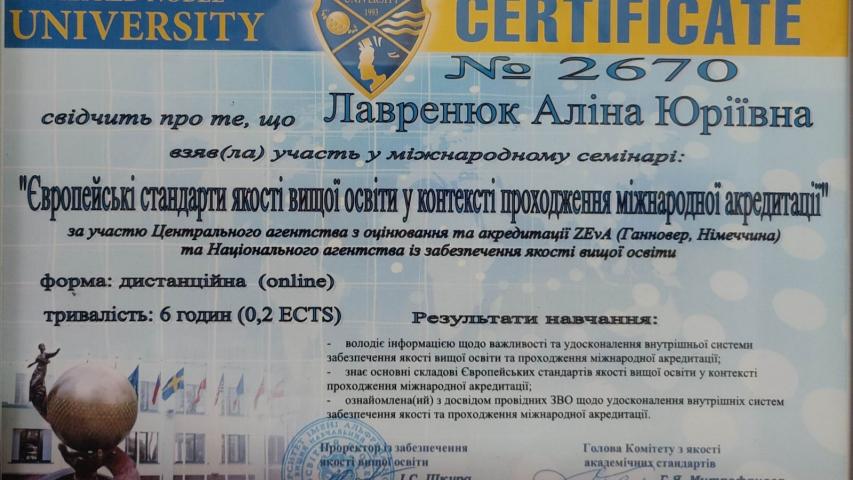 UNIVERSITY
CERTIFICATE
UNIVERSITY
1993
№ 2670
свідчить про те, що Лавренюк Аліна Юріївна
взяв(ла) участь у міжнародному семінарі:
"Європейські стандарти якості вищої освіти у контексті проходження міжнародної акредитації"
за участю Центрального агентства з оцінювання та акредитації ZEvA (Ганновер, Німеччина)
та Національного агентства із забезпечення якості вищої освіти
форма: дистанційна (online)
тривалість: 6 годин (0,2 ECTS)
Результати навчання:
- володіє інформацією щодо важливості та удосконалення внутрішньої системи
забезпечення якості вищої освіти та проходження міжнародної акредитації;
- знає основні складові Європейських стандартів якості вищої освіти у контексті
проходження міжнародної акредитації;
- ознайомлена(ий) з досвідом провідних ЗВО щодо удосконалення внутрішніх систем
забезпечення якості та проходження міжнародної акредитації.
Проректор із забезпечення
якості вищої освіти
Голова Комітету з якості
академічних стандартів
І.С. Шкура